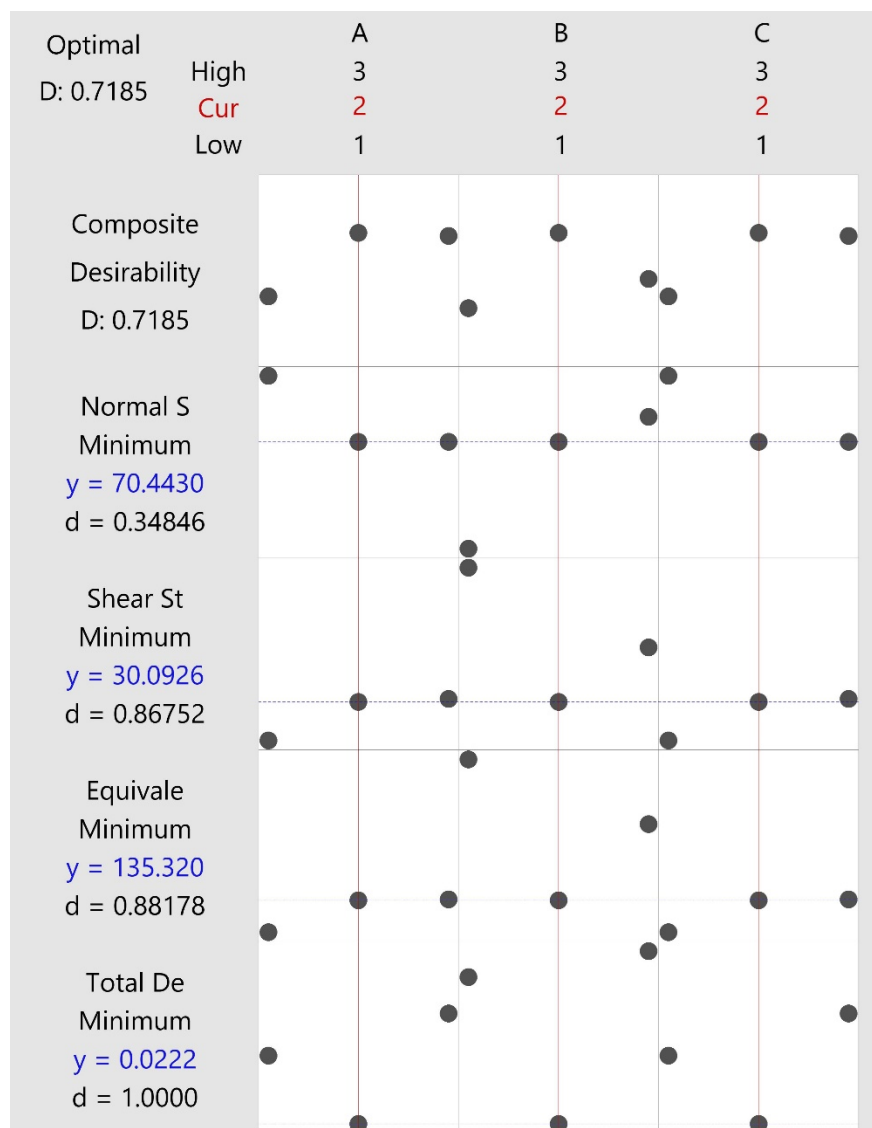 Optimal
D: 0.7185
A B C
High 3 3 3
Cur 2 2 2
Low 1 1 1
Composite
Desirability
D: 0.7185
Normal S
Minimum
y = 70.4430
d = 0.34846
Shear St
Minimum
y = 30.0926
d = 0.86752
Equivale
Minimum
y = 135.320
d = 0.88178
Total De
Minimum
y = 0.0222
d = 1.0000